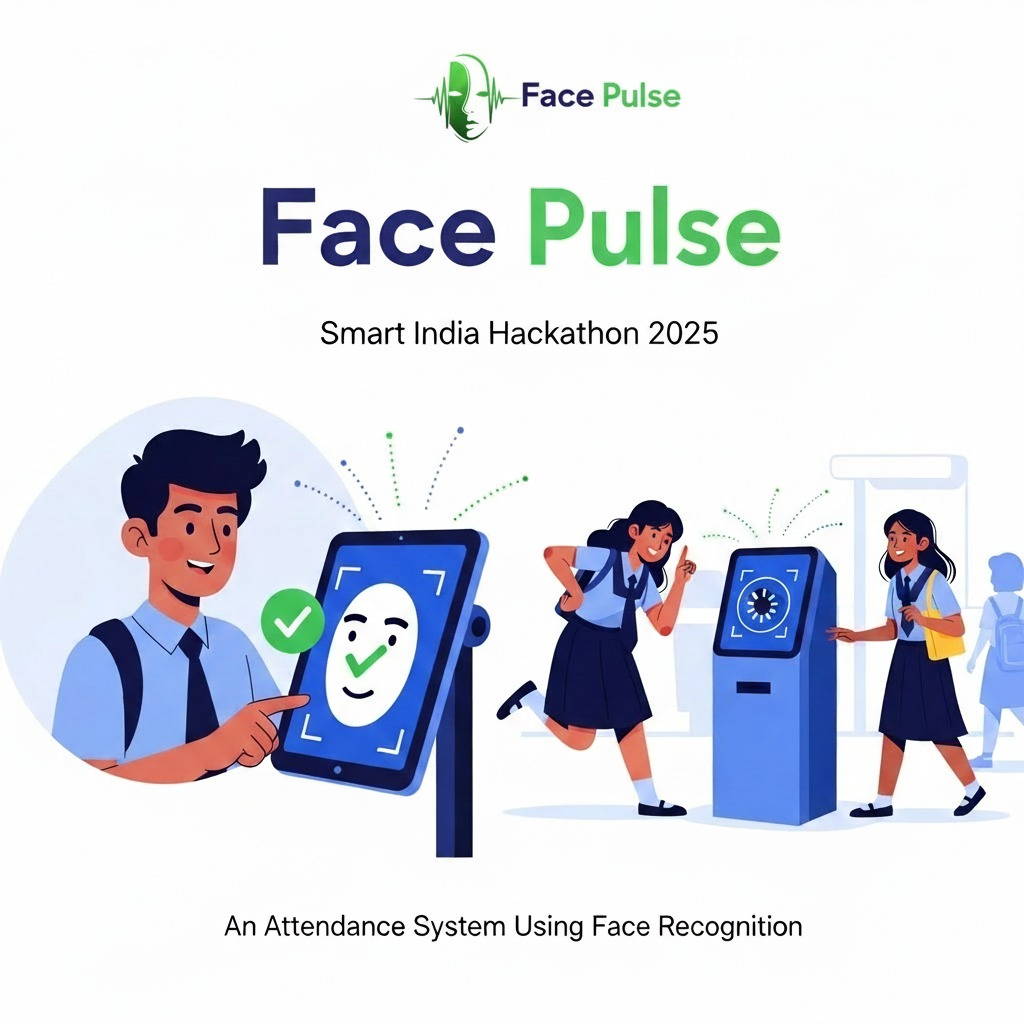 Face Pulse
Face Pulse
Smart India Hackathon 2025
An Attendance System Using Face Recognition